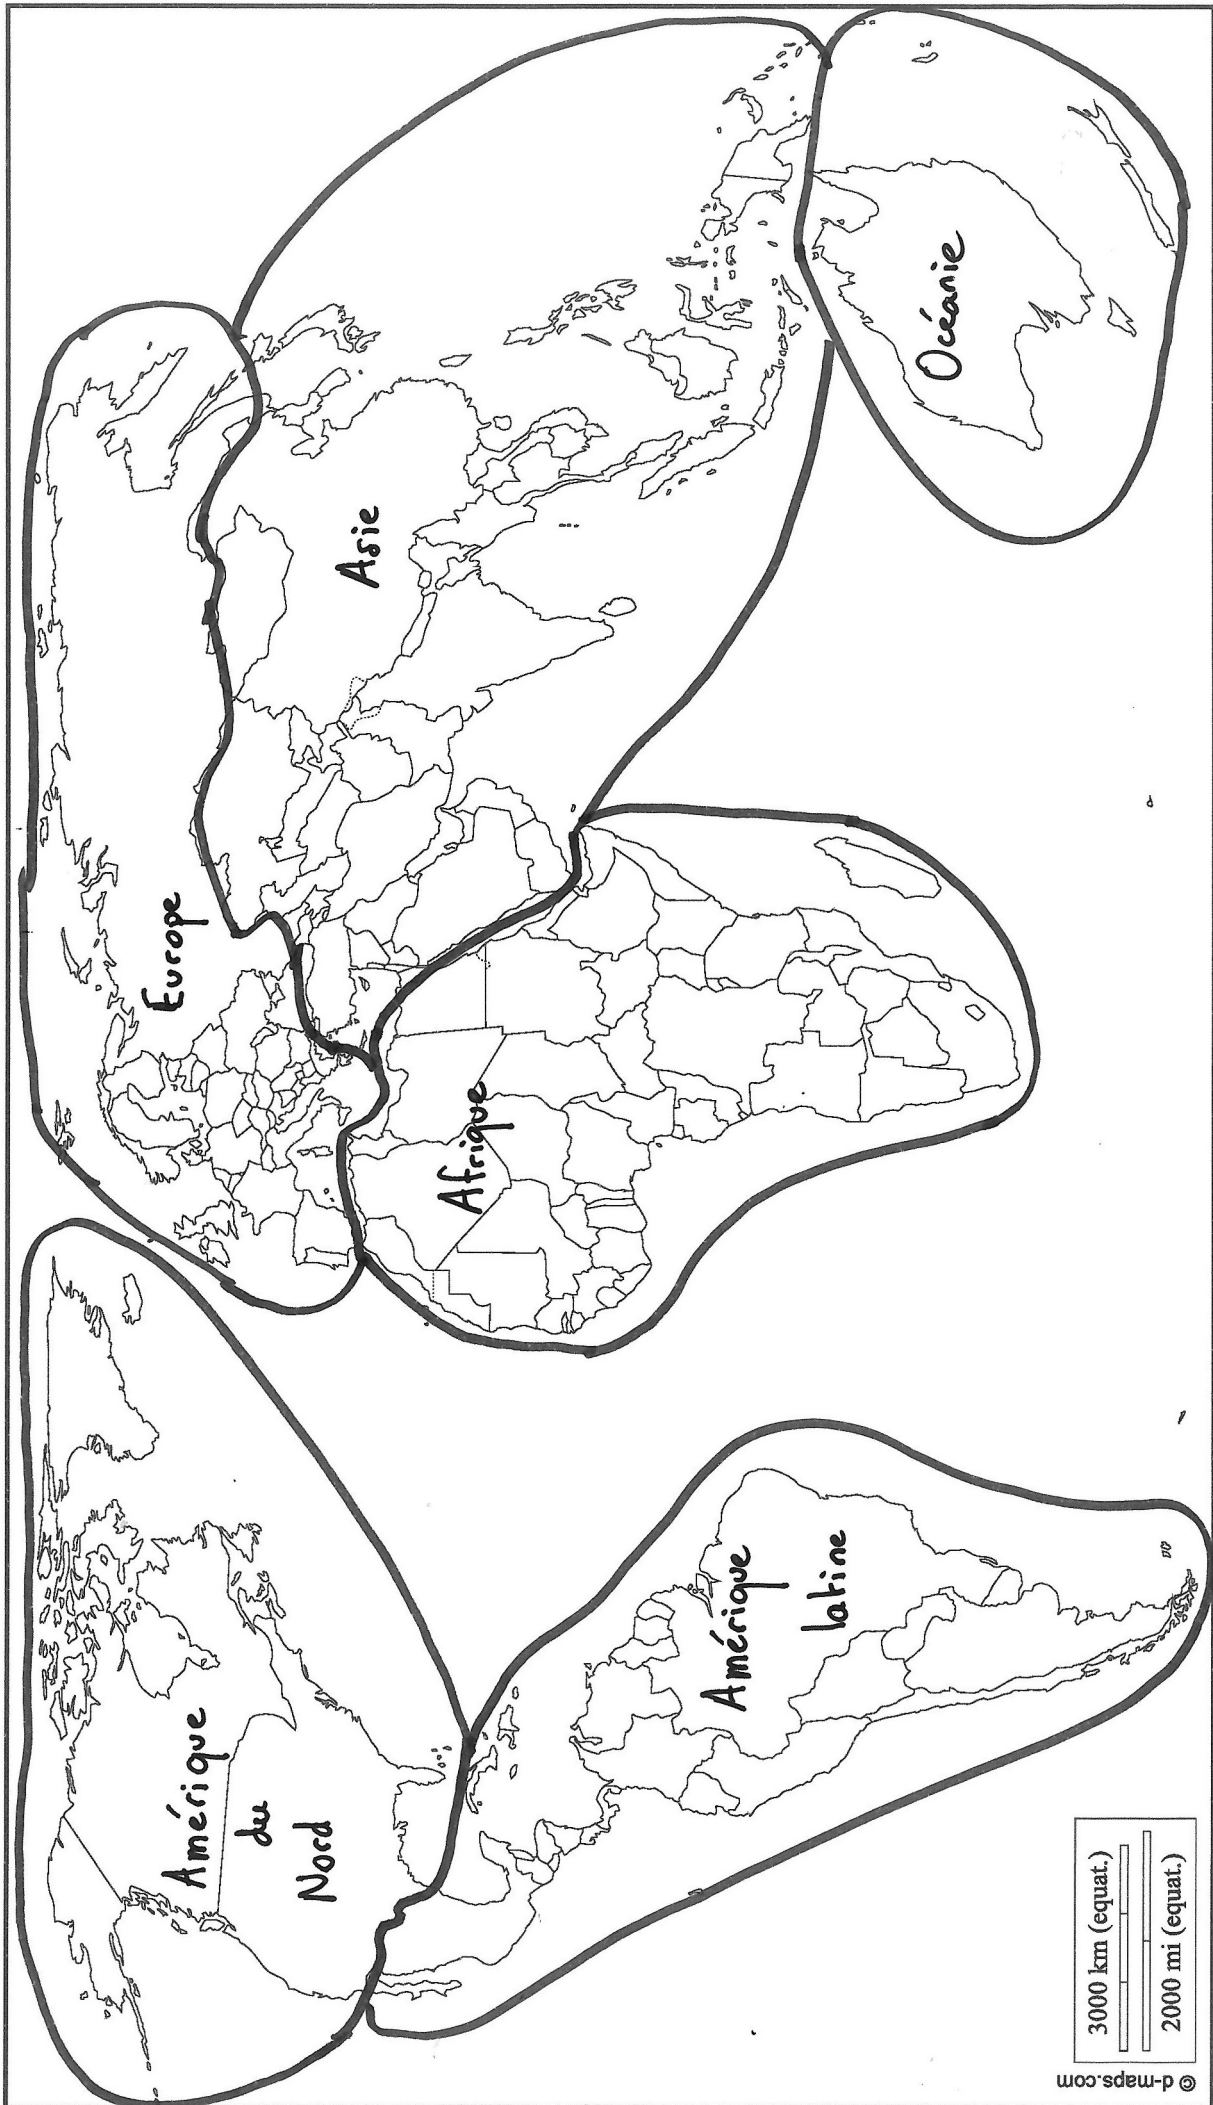 Amérique
du
Nord
Europe
Asie
Afrique
Amérique
latine
Océanie
3000 km (equat.)
2000 mi (equat.)
© d-maps.com